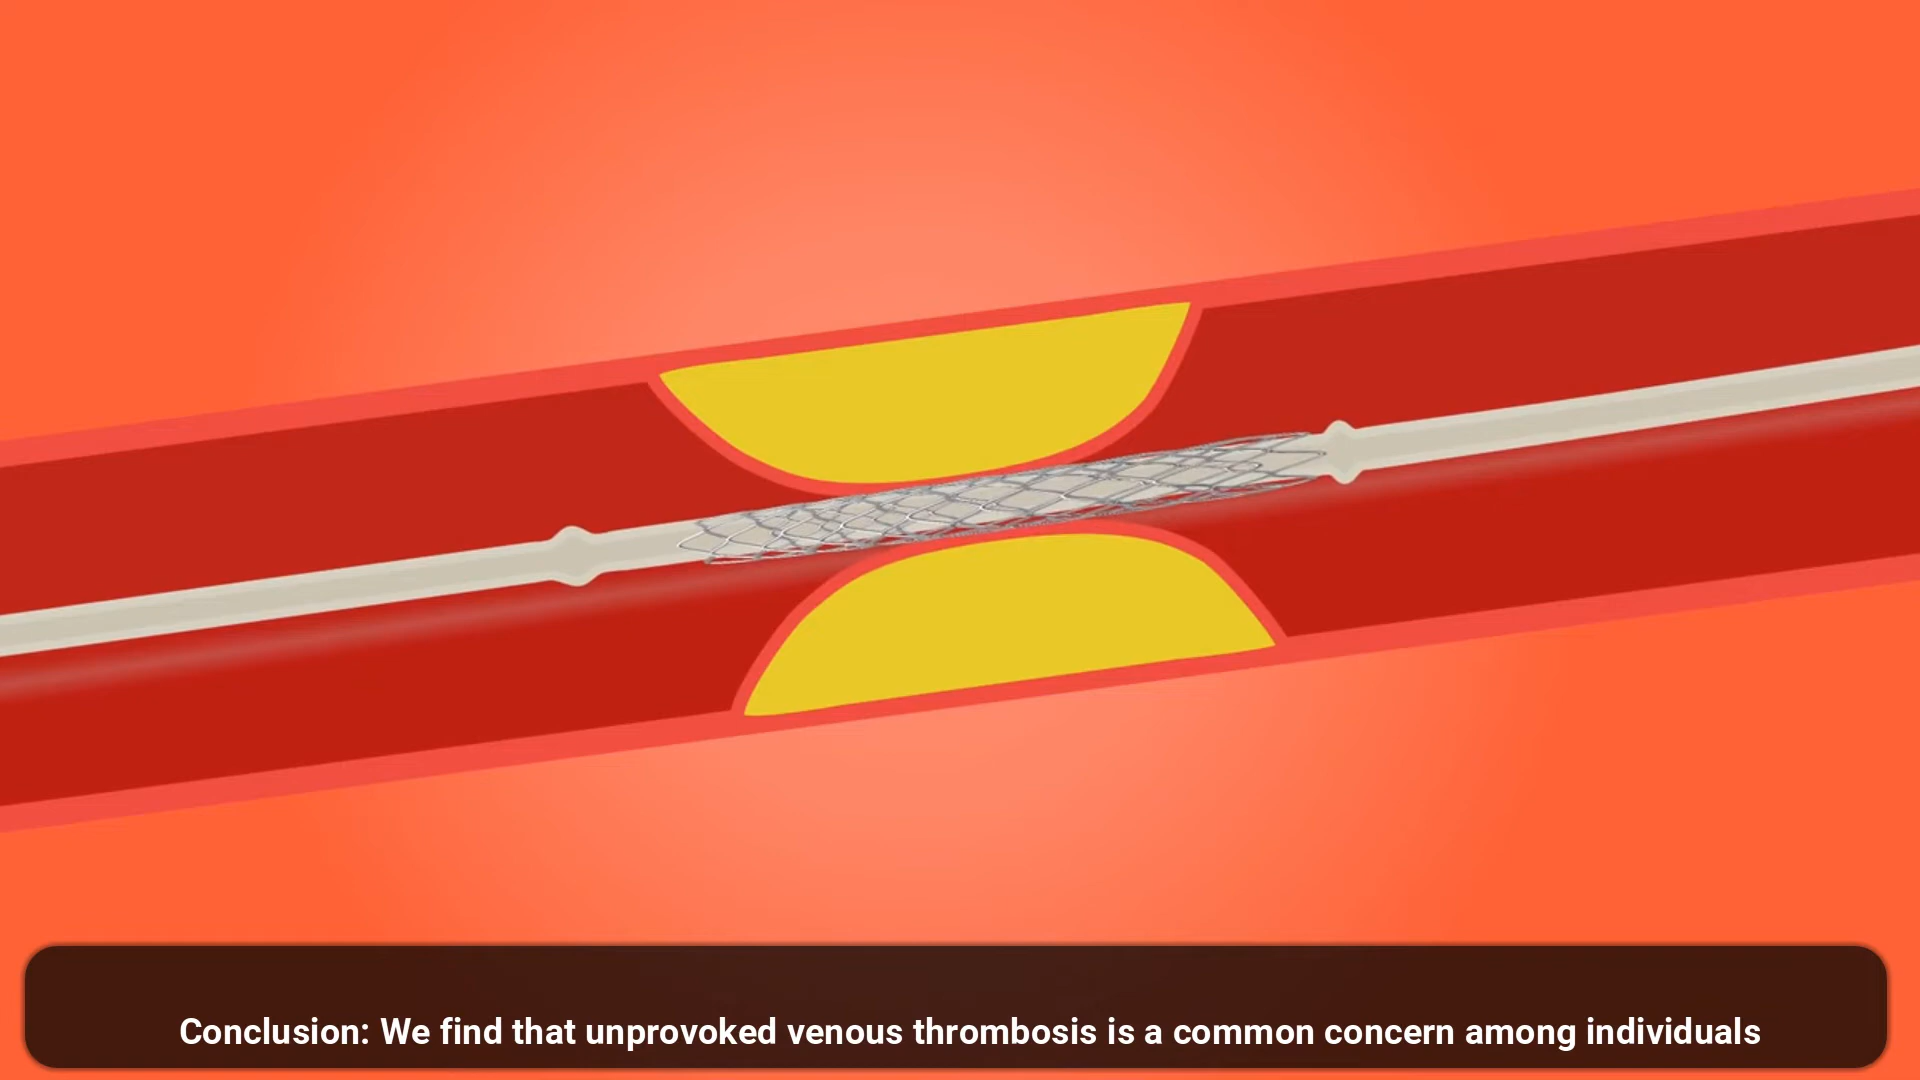 Conclusion: We find that unprovoked venous thrombosis is a common concern among individuals